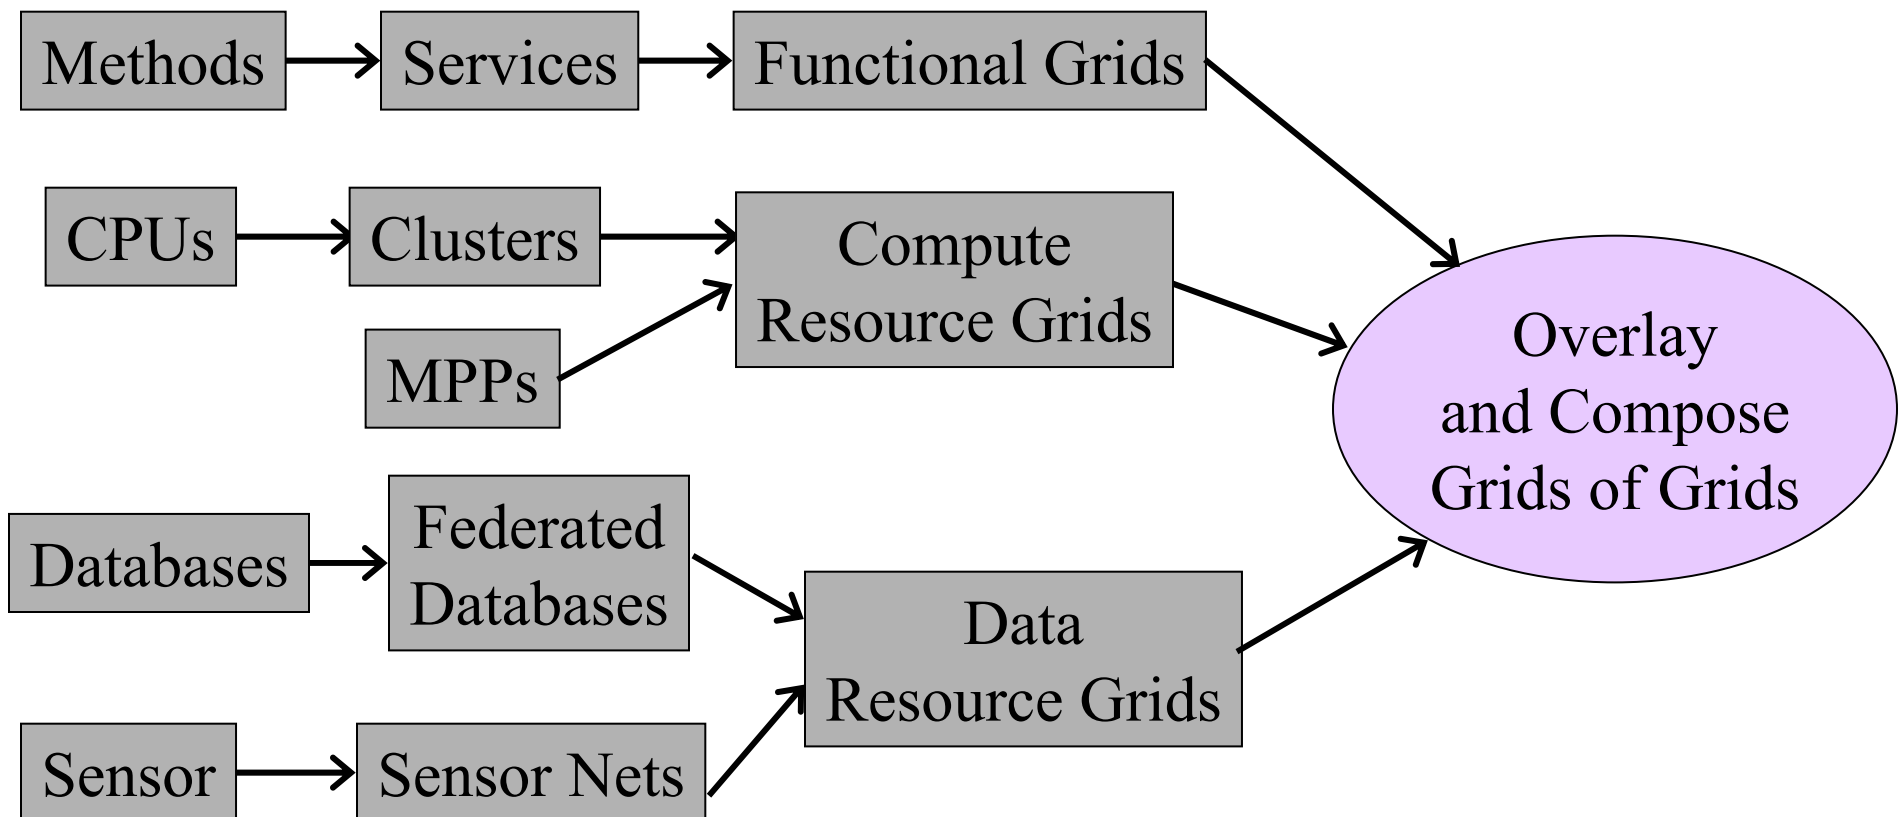 Methods
Services
Functional Grids
CPUs
Clusters
Compute
Resource Grids
MPPs
Overlay
and Compose
Grids of Grids
Databases
Federated
Databases
Data
Resource Grids
Sensor
Sensor Nets